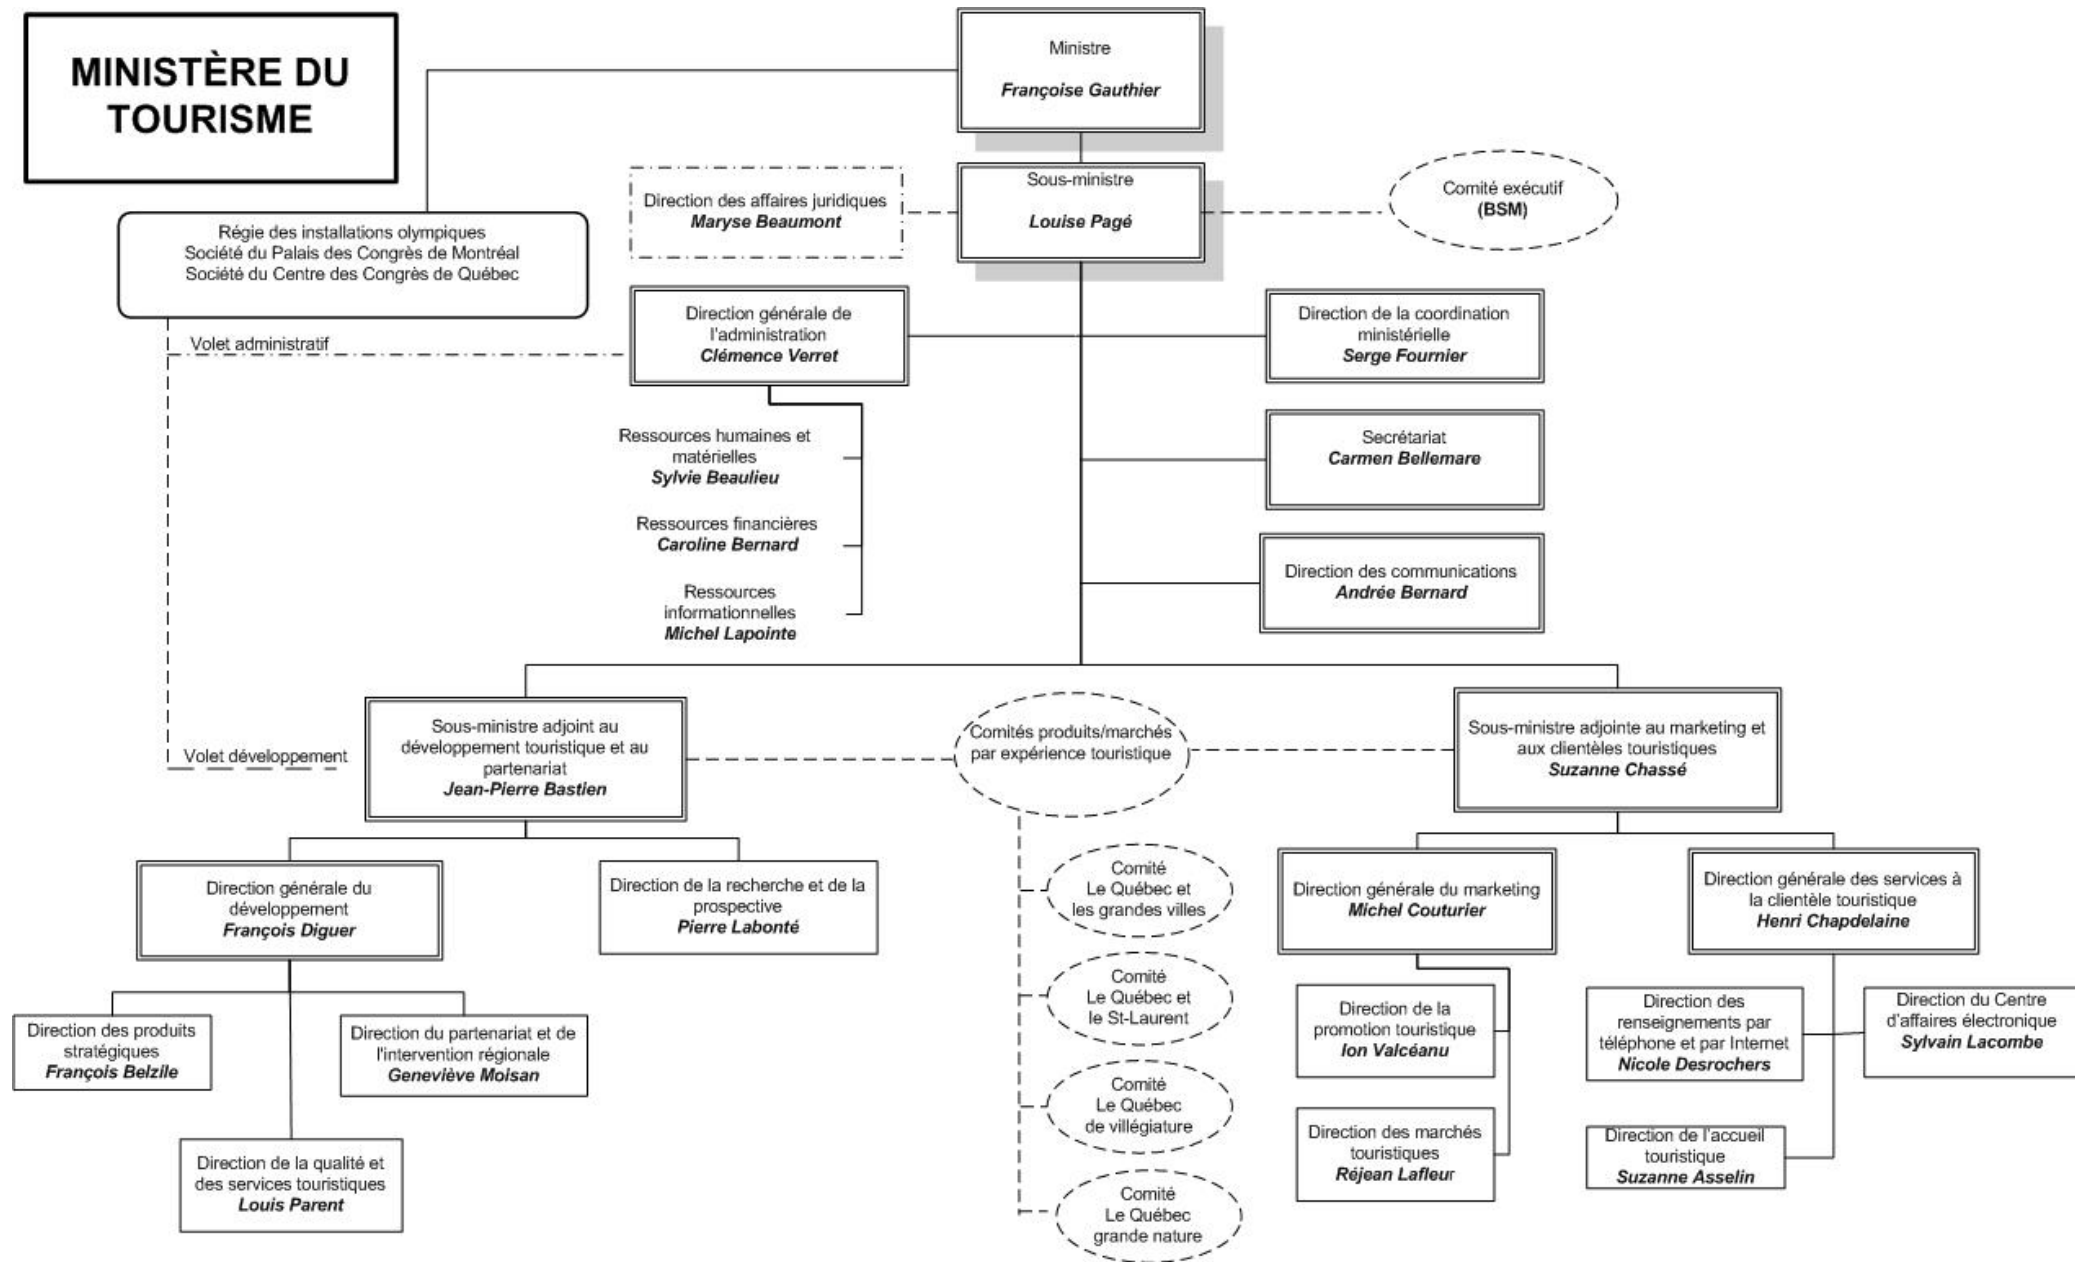 MINISTÈRE DU
TOURISME
Ministre
Françoise Gauthier
Sous-ministre
Louise Pagé
Direction des affaires juridiques
Maryse Beaumont
Comité exécutif
(BSM)
Régie des installations olympiques
Société du Palais des Congrès de Montréal
Société du Centre des Congrès de Québec
Volet administratif
Direction générale de
l'administration
Clémence Verret
Direction de la coordination
ministérielle
Serge Fournier
Ressources humaines et
matérielles
Sylvie Beaulieu
Ressources financières
Caroline Bernard
Ressources
informationnelles
Michel Lapointe
Secrétariat
Carmen Bellemare
Direction des communications
Andrée Bernard
Volet développement
Sous-ministre adjoint au
développement touristique et au
partenariat
Jean-Pierre Bastien
Comités produits/marchés
par expérience touristique
Sous-ministre adjointe au marketing et
aux clientèles touristiques
Suzanne Chassé
Direction générale du
développement
François Diguer
Direction de la recherche et de la
prospective
Pierre Labonté
Direction des produits
stratégiques
François Belzile
Direction du partenariat et de
l'intervention régionale
Geneviève Moisan
Direction de la qualité et
des services touristiques
Louis Parent
Comité
Le Québec et
les grandes villes
Comité
Le Québec et
le St-Laurent
Comité
Le Québec
de villégiature
Comité
Le Québec
grande nature
Direction générale du marketing
Michel Couturier
Direction générale des services à
la clientèle touristique
Henri Chapdelaine
Direction de la
promotion touristique
Ion Valcéanu
Direction des marchés
touristiques
Réjean Lafleur
Direction des
renseignements par
téléphone et par Internet
Nicole Desrochers
Direction du Centre
d'affaires électronique
Sylvain Lacombe
Direction de l'accueil
touristique
Suzanne Asselin